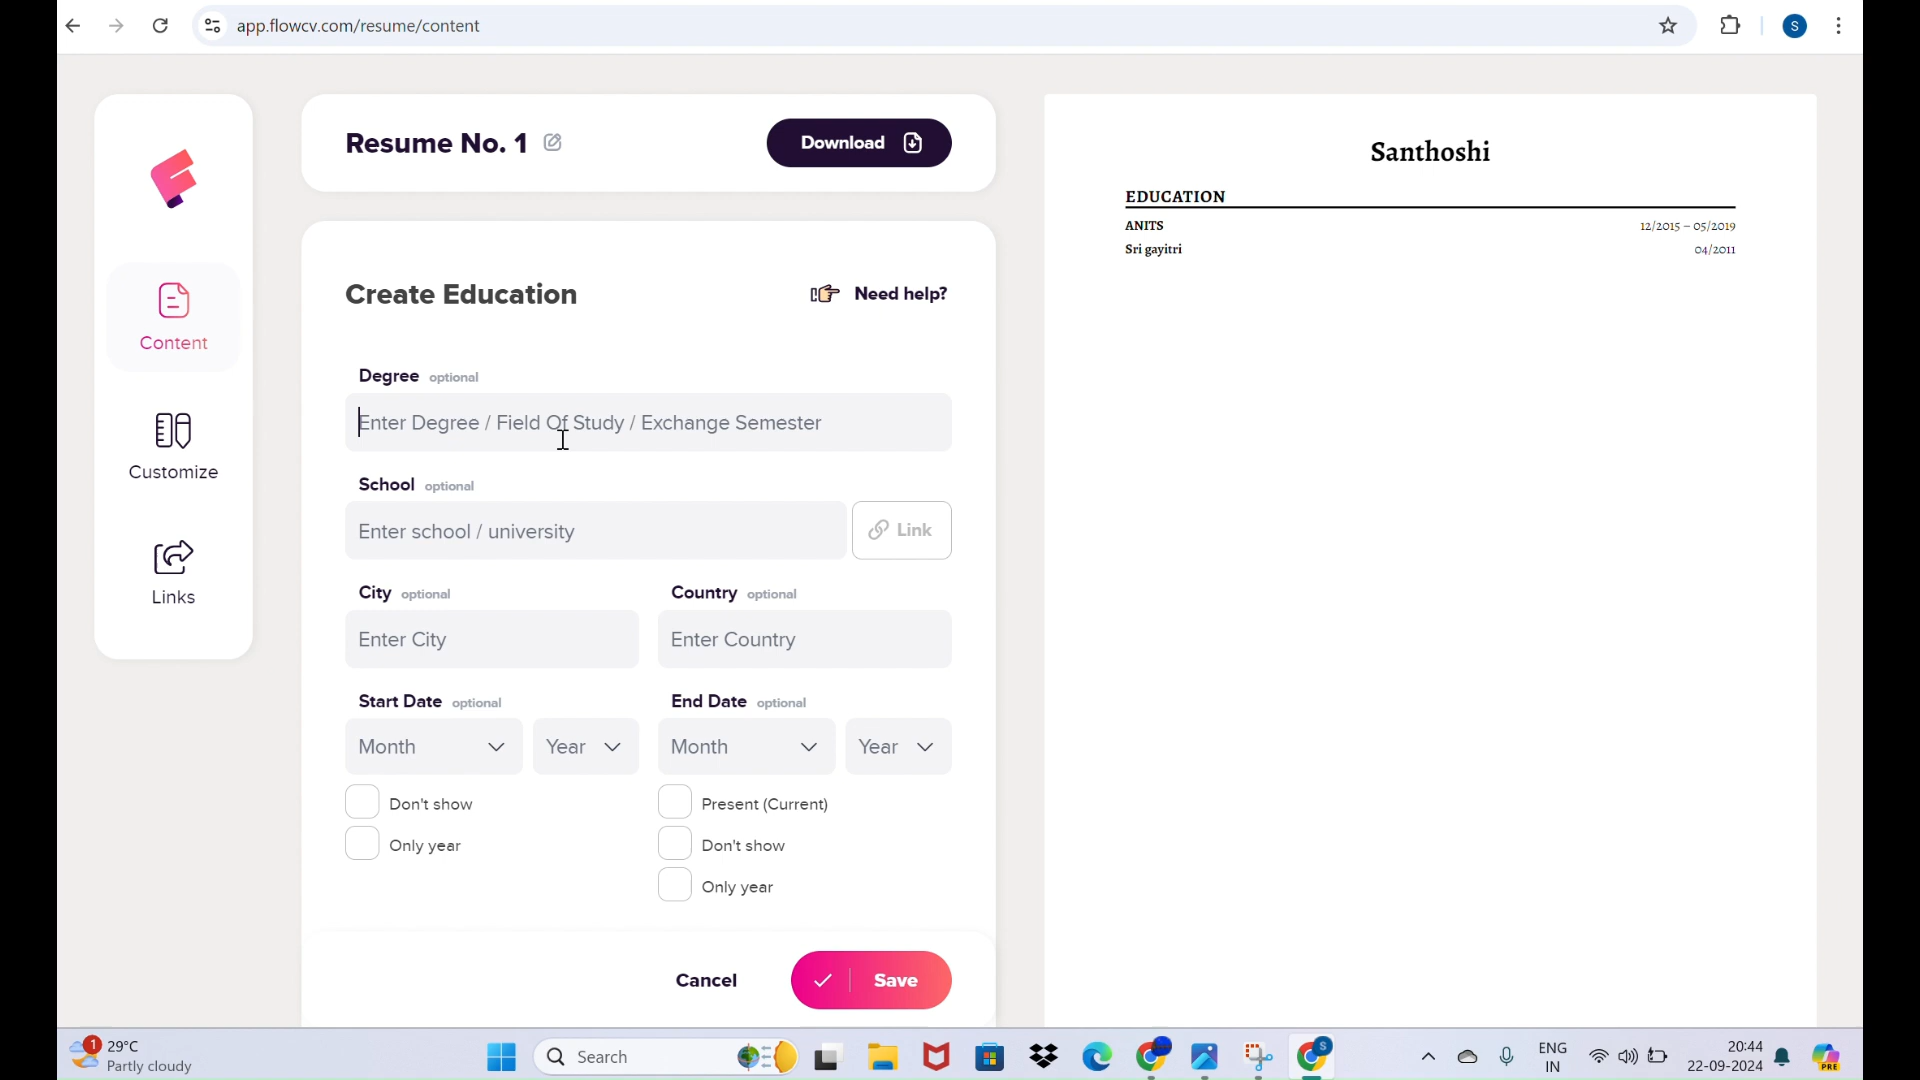 app.flowcv.com/resume/content
S
Resume No. 1
Download
Content
Customize
Links
Create Education
Need help?
Degree optional
Enter Degree / Field Of Study / Exchange Semester
School optional
Enter school / university
Link
City optional
Country optional
Enter City
Enter Country
Start Date optional
End Date optional
Month
Year
Month
Year
Don't show
Present (Current)
Only year
Don't show
Only year
Cancel
Save
Santhoshi
EDUCATION
ANITS 12/2015 – 05/2019
Sri gayitri 04/2011
1
29°C
Partly cloudy
Search
S
ENG
IN
20:44
22-09-2024
PRE